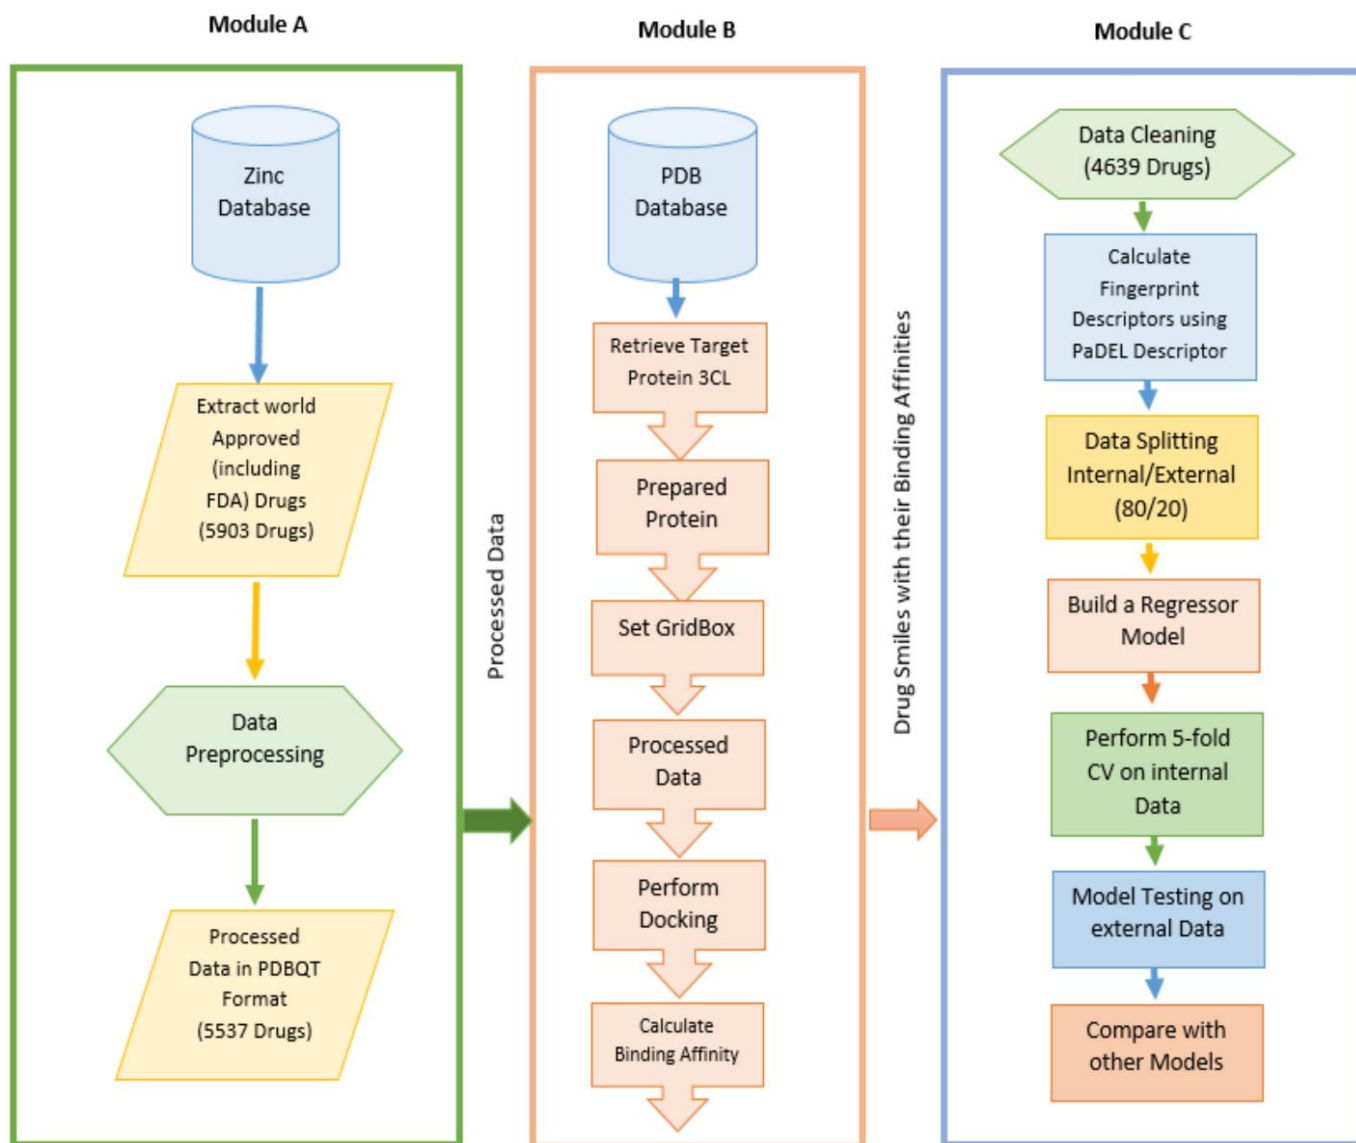 Module A
Zinc
Database
Extract world
Approved
(including
FDA) Drugs
(5903 Drugs)
Data
Preprocessing
Processed
Data in PDBQT
Format
(5537 Drugs)
Processed Data
Module B
PDB
Database
Retrieve Target
Protein 3CL
Prepared
Protein
Set GridBox
Processed
Data
Perform
Docking
Calculate
Binding Affinity
Drug Smiles with their Binding Affinities
Module C
Data Cleaning
(4639 Drugs)
Calculate
Fingerprint
Descriptors using
PaDEL Descriptor
Data Splitting
Internal/External
(80/20)
Build a Regressor
Model
Perform 5-fold
CV on internal
Data
Model Testing on
external Data
Compare with
other Models